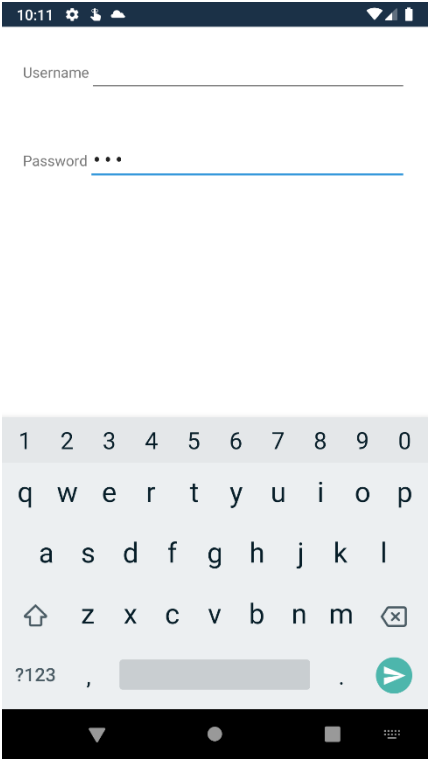 10:11
Username
Password •••
1 2 3 4 5 6 7 8 9 0
q w e r t y u i o p
a s d f g h j k l
z x c v b n m
?123 , .